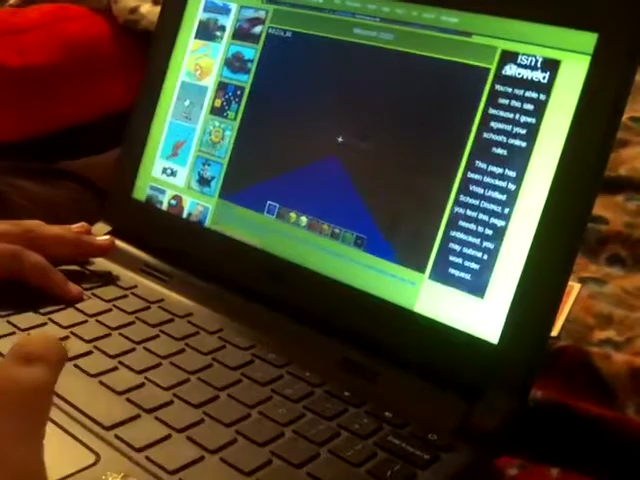 isn't
allowed
You're not able to
see this site
because it goes
against your
school's online
rules.
This page has
been blocked by
Vista Unified
School District. If
you feel this page
needs to be
unblocked, you
may submit a
work order
request.